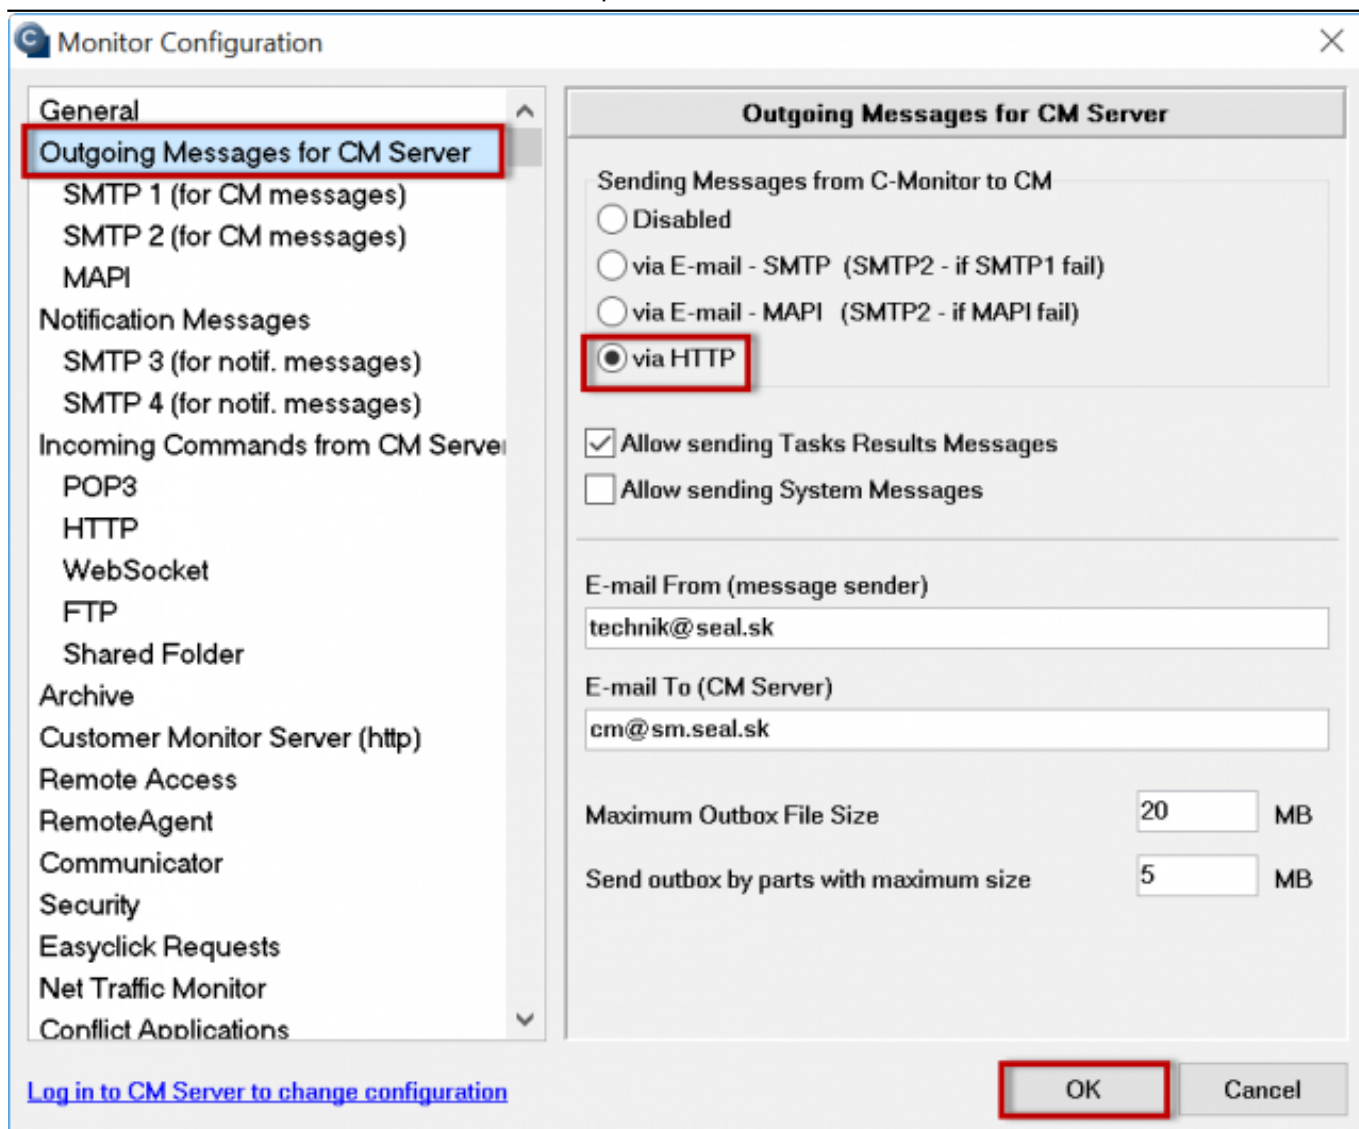 Monitor Configuration
General
Outgoing Messages for CM Server
SMTP 1 (for CM messages)
SMTP 2 (for CM messages)
MAPI
Notification Messages
SMTP 3 (for notif. messages)
SMTP 4 (for notif. messages)
Incoming Commands from CM Server
POP3
HTTP
WebSocket
FTP
Shared Folder
Archive
Customer Monitor Server (http)
Remote Access
RemoteAgent
Communicator
Security
Easyclick Requests
Net Traffic Monitor
Conflict Applications
Outgoing Messages for CM Server
Sending Messages from C-Monitor to CM
Disabled
via E-mail - SMTP (SMTP2 - if SMTP1 fail)
via E-mail - MAPI (SMTP2 - if MAPI fail)
via HTTP
Allow sending Tasks Results Messages
Allow sending System Messages
E-mail From (message sender)
technik@seal.sk
E-mail To (CM Server)
cm@sm.seal.sk
Maximum Outbox File Size 20 MB
Send outbox by parts with maximum size 5 MB
Log in to CM Server to change configuration
OK Cancel